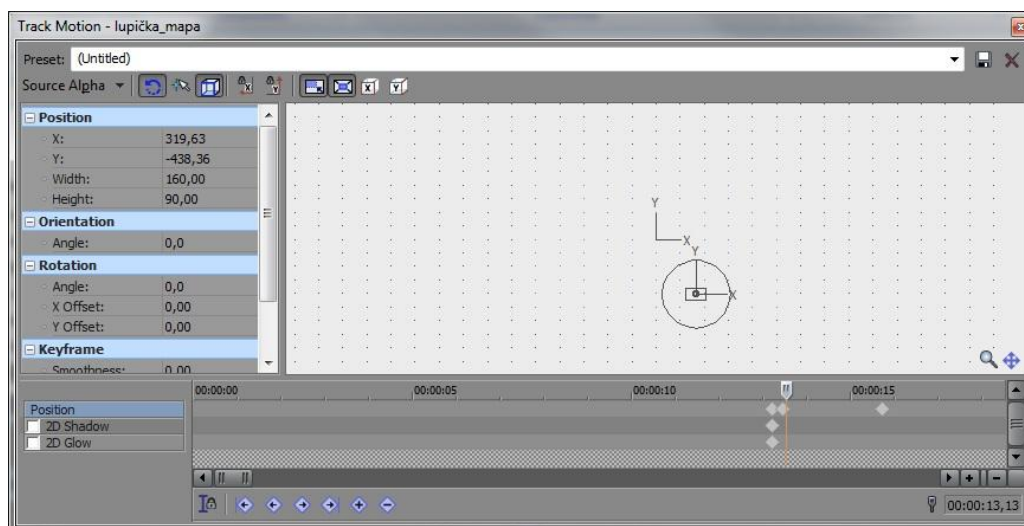 Track Motion - lupička_mapa
Preset: (Untitled)
Source Alpha
Position
X: 319,63
Y: -438,36
Width: 160,00
Height: 90,00
Orientation
Angle: 0,0
Rotation
Angle: 0,0
X Offset: 0,00
Y Offset: 0,00
Keyframe
Smoothness: 0,00
Y
X
Y
X
00:00:00 00:00:05 00:00:10 00:00:15
Position
2D Shadow
2D Glow
00:00:13,13